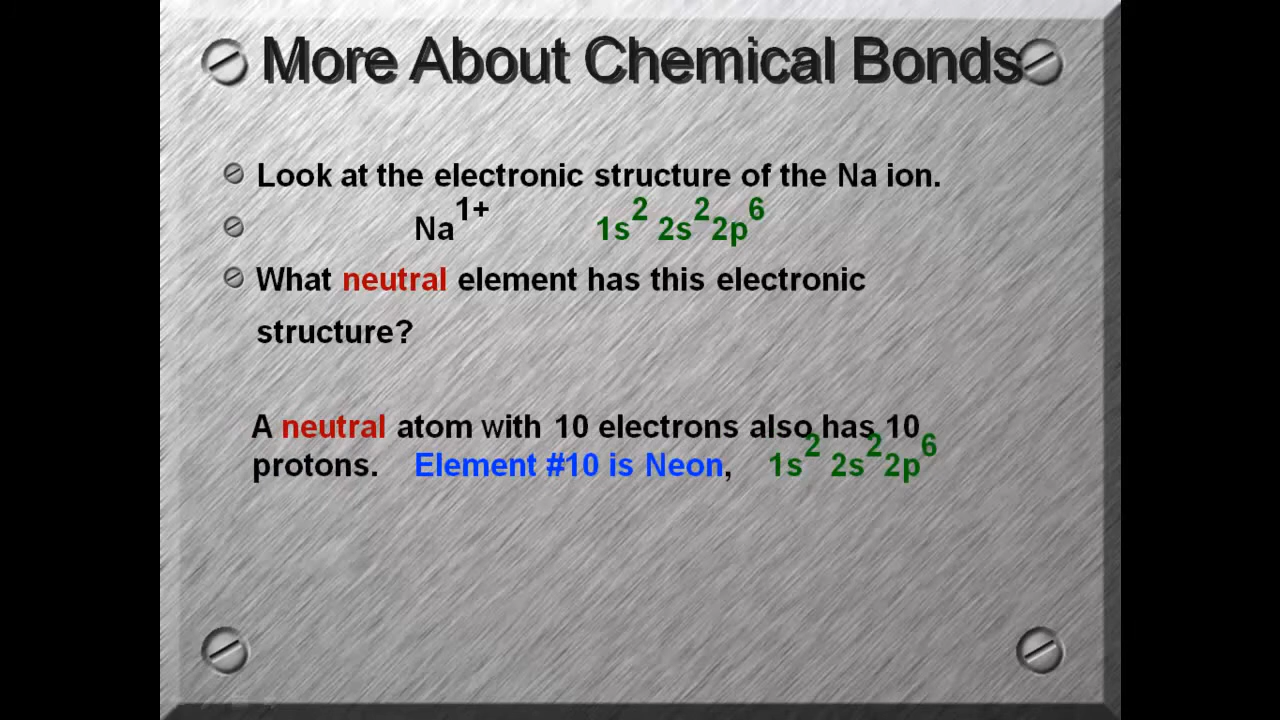 More About Chemical Bonds
Look at the electronic structure of the Na ion.
Na¹⁺ 1s² 2s²2p⁶
What neutral element has this electronic
structure?
A neutral atom with 10 electrons also has 10
protons. Element #10 is Neon, 1s² 2s²2p⁶